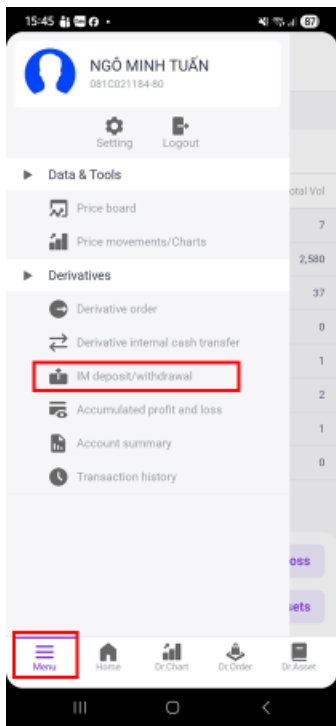 15:45
87
NGÔ MINH TUẤN
081C021184-80
Setting Logout
Data & Tools
Price board
Price movements/Charts
Derivatives
Derivative order
Derivative internal cash transfer
IM deposit/withdrawal
Accumulated profit and loss
Account summary
Transaction history
otal Vol
7
2,580
37
0
1
2
1
0
oss
ets
Menu Home Dr.Chart Dr.Order Dr.Asset